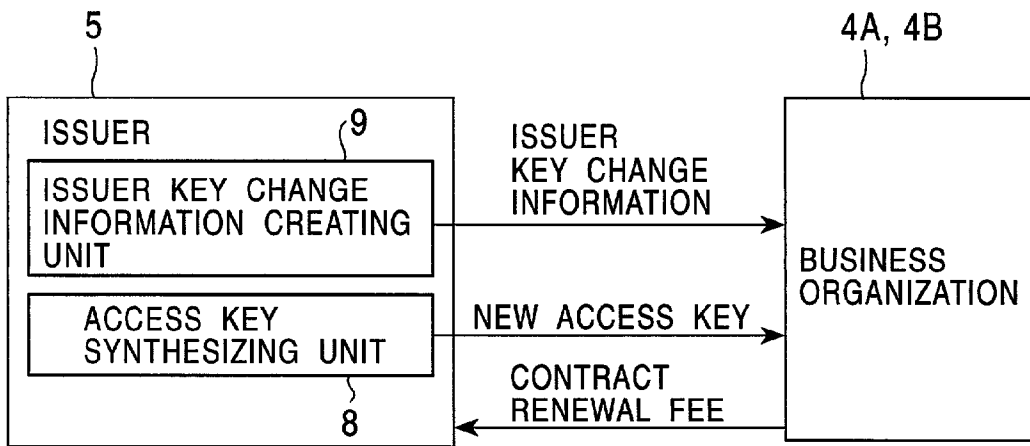 5
4A, 4B
ISSUER
9
ISSUER KEY CHANGE
INFORMATION CREATING
UNIT
ISSUER
KEY CHANGE
INFORMATION
BUSINESS
ORGANIZATION
ACCESS KEY
SYNTHESIZING UNIT
NEW ACCESS KEY
8
CONTRACT
RENEWAL FEE